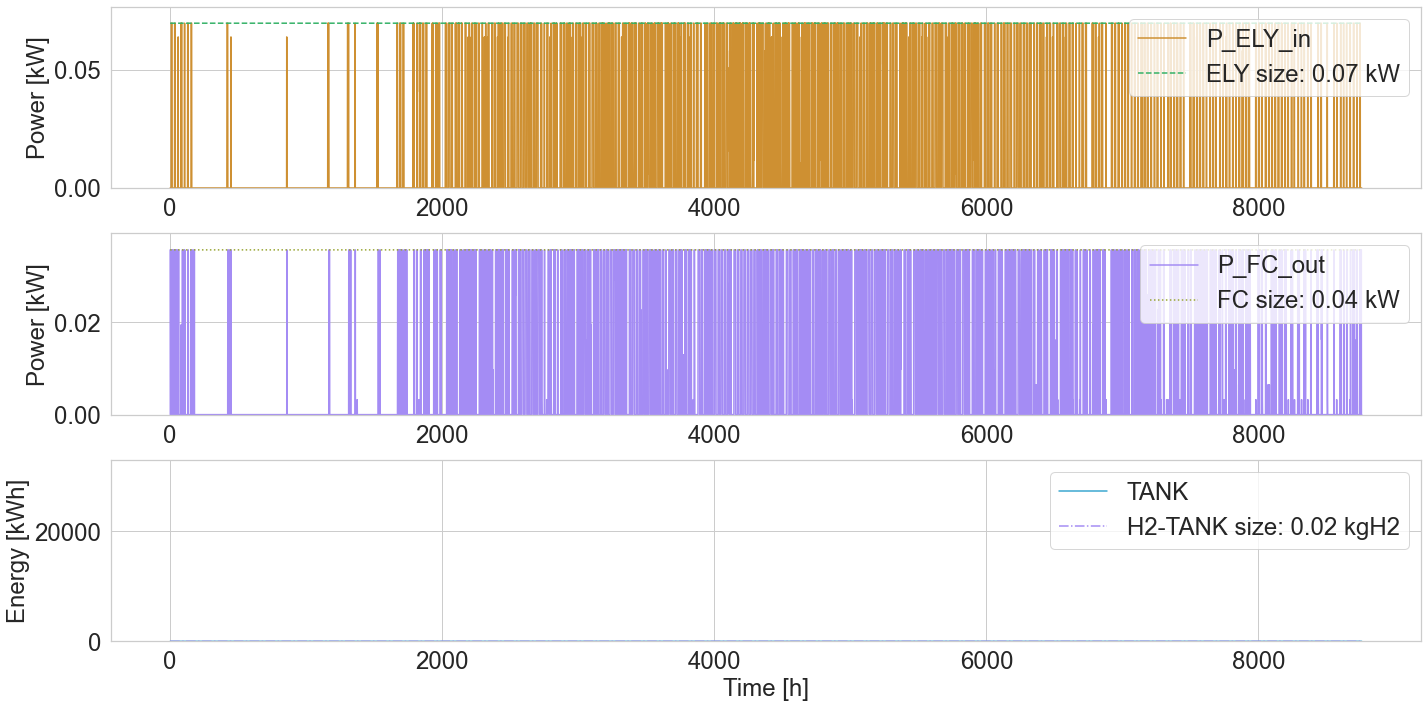 Power [kW]
0.05
0.00
P_ELY_in
ELY size: 0.07 kW
0 2000 4000 6000 8000
Power [kW]
0.02
0.00
P_FC_out
FC size: 0.04 kW
0 2000 4000 6000 8000
Energy [kWh]
20000
0
TANK
H2-TANK size: 0.02 kgH2
0 2000 4000 6000 8000
Time [h]